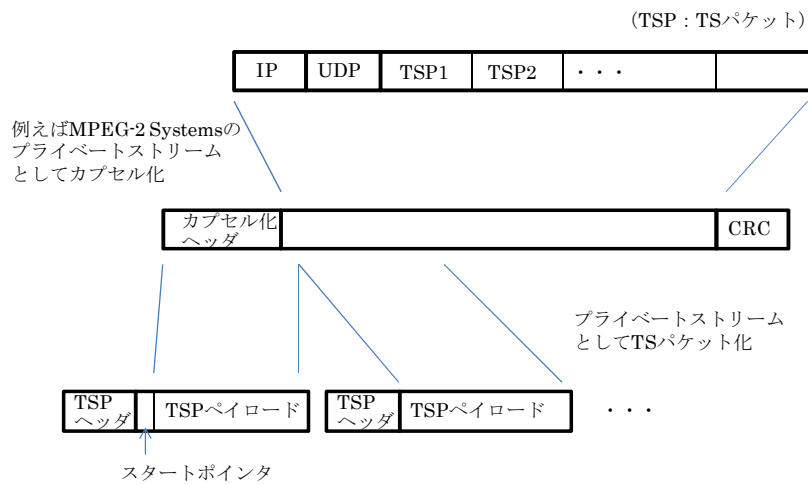 (TSP：TSパケット)
IP UDP TSP1 TSP2 ・・・
例えばMPEG-2 Systemsの
プライベートストリーム
としてカプセル化
カプセル化
ヘッダ
CRC
プライベートストリーム
としてTSパケット化
TSP
ヘッダ
TSPペイロード
TSP
ヘッダ
TSPペイロード
・・・
スタートポインタ